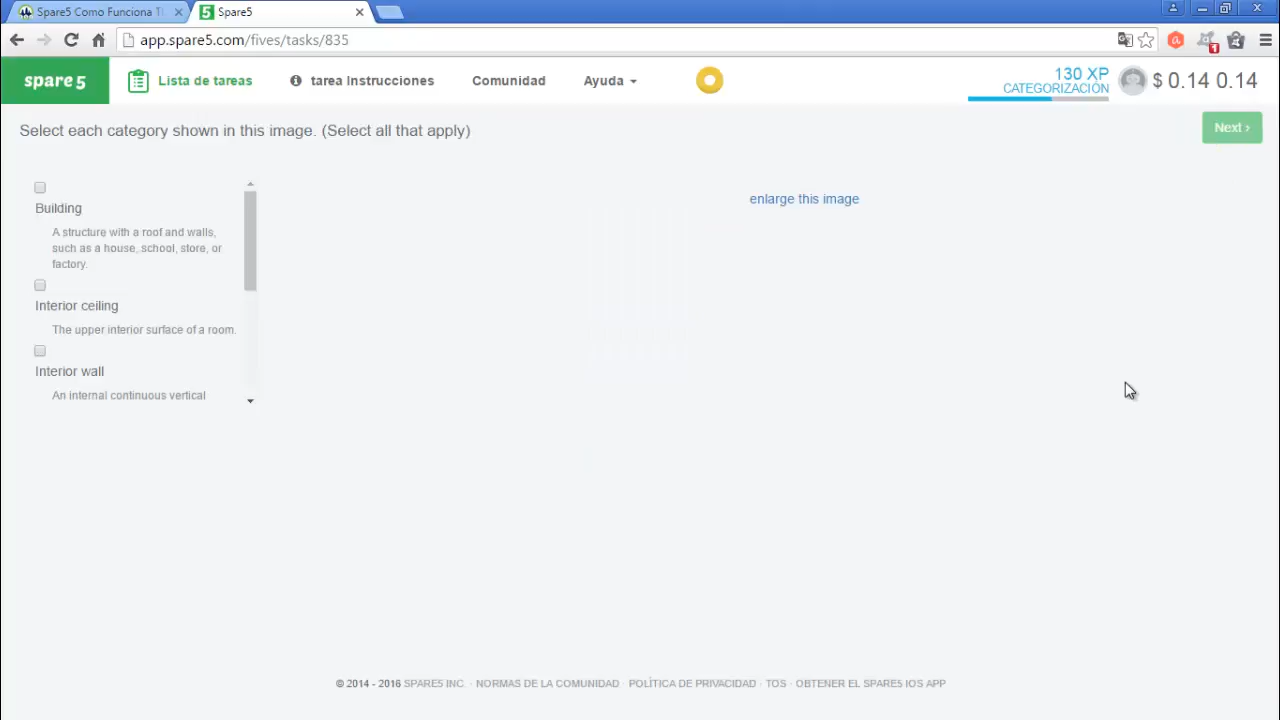 Spare5 Como Funciona Tl
Spare5
app.spare5.com/fives/tasks/835
1
spare5
Lista de tareas
tarea Instrucciones
Comunidad
Ayuda
130 XP
CATEGORIZACIÓN
$ 0.14 0.14
Select each category shown in this image. (Select all that apply)
Next ›
enlarge this image
Building
A structure with a roof and walls,
such as a house, school, store, or
factory.
Interior ceiling
The upper interior surface of a room.
Interior wall
An internal continuous vertical
© 2014 - 2016 SPARE5 INC. · NORMAS DE LA COMUNIDAD · POLÍTICA DE PRIVACIDAD · TOS · OBTENER EL SPARE5 IOS APP